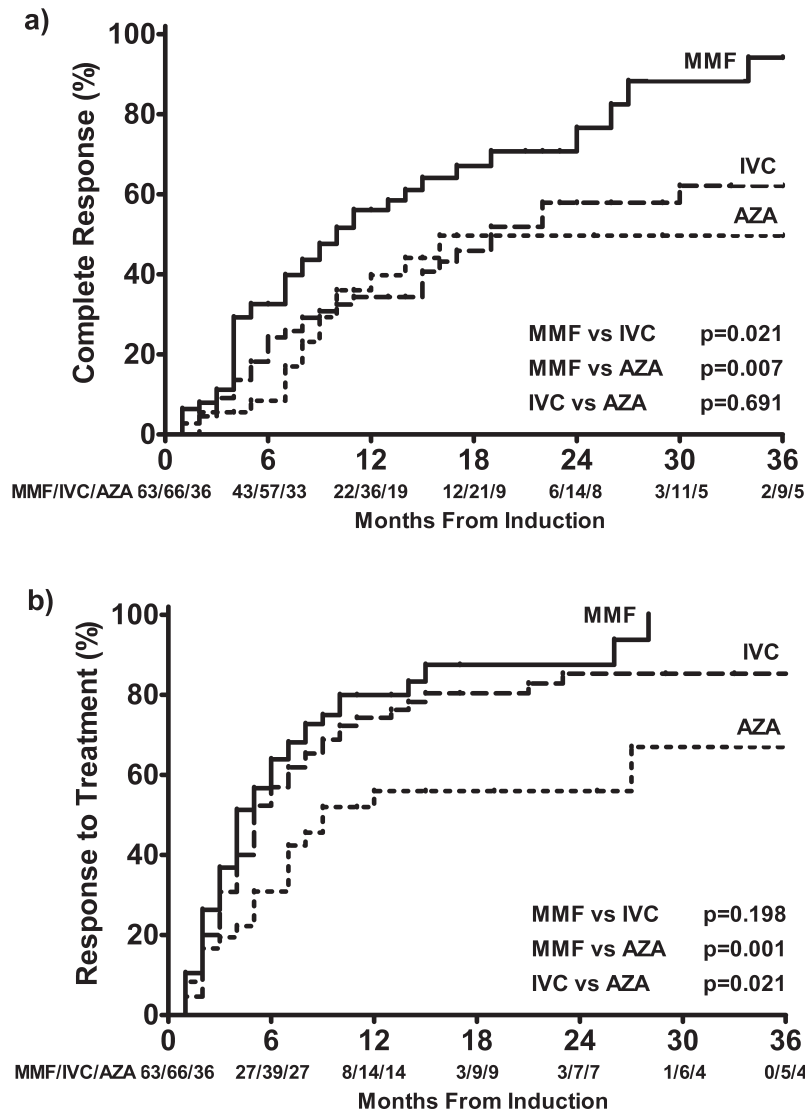 a)
Complete Response (%)
100
80
60
40
20
0
MMF
IVC
AZA
MMF vs IVC p=0.021
MMF vs AZA p=0.007
IVC vs AZA p=0.691
0 6 12 18 24 30 36
MMF/IVC/AZA 63/66/36 43/57/33 22/36/19 12/21/9 6/14/8 3/11/5 2/9/5
Months From Induction
b)
Response to Treatment (%)
100
80
60
40
20
0
MMF
IVC
AZA
MMF vs IVC p=0.198
MMF vs AZA p=0.001
IVC vs AZA p=0.021
0 6 12 18 24 30 36
MMF/IVC/AZA 63/66/36 27/39/27 8/14/14 3/9/9 3/7/7 1/6/4 0/5/4
Months From Induction